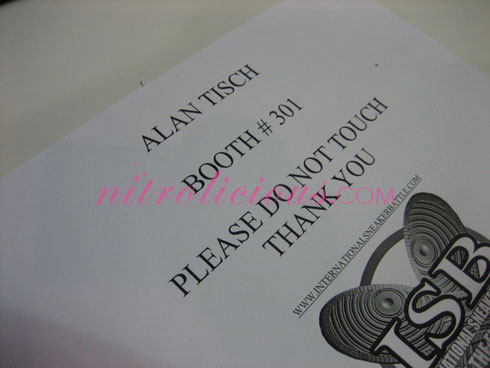 ALAN TISCH
BOOTH # 301
PLEASE DO NOT TOUCH
THANK YOU
nitrolicious.COM
WWW.INTERNATIONALSNEAKERBATTLE.COM
ISB